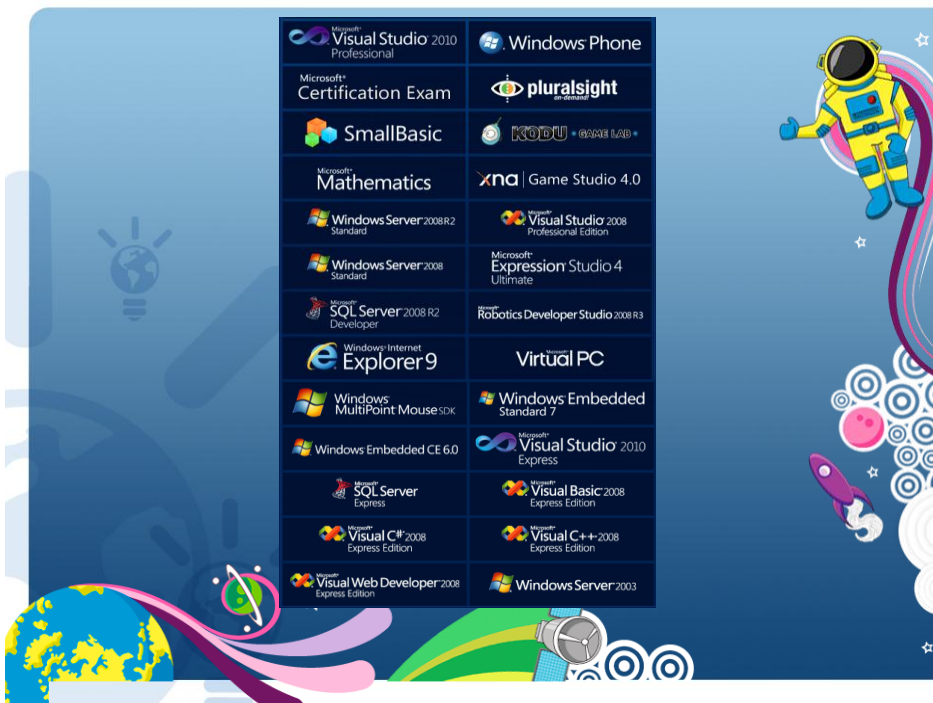 Microsoft®
Visual Studio® 2010
Professional
Windows® Phone
Microsoft®
Certification Exam
pluralsight
on-demand!
SmallBasic
KODU • GAME LAB •
Microsoft®
Mathematics
xna | Game Studio 4.0
Windows Server® 2008 R2
Standard
Microsoft®
Visual Studio® 2008
Professional Edition
Windows Server® 2008
Standard
Microsoft®
Expression® Studio 4
Ultimate
Microsoft®
SQL Server® 2008 R2
Developer
Microsoft®
Robotics Developer Studio 2008 R3
Windows® Internet
Explorer 9
Microsoft®
Virtual PC
Windows®
MultiPoint Mouse SDK
Windows® Embedded
Standard 7
Windows® Embedded CE 6.0
Microsoft®
Visual Studio® 2010
Express
Microsoft®
SQL Server
Express
Microsoft®
Visual Basic® 2008
Express Edition
Microsoft®
Visual C#® 2008
Express Edition
Microsoft®
Visual C++® 2008
Express Edition
Microsoft®
Visual Web Developer® 2008
Express Edition
Windows Server® 2003